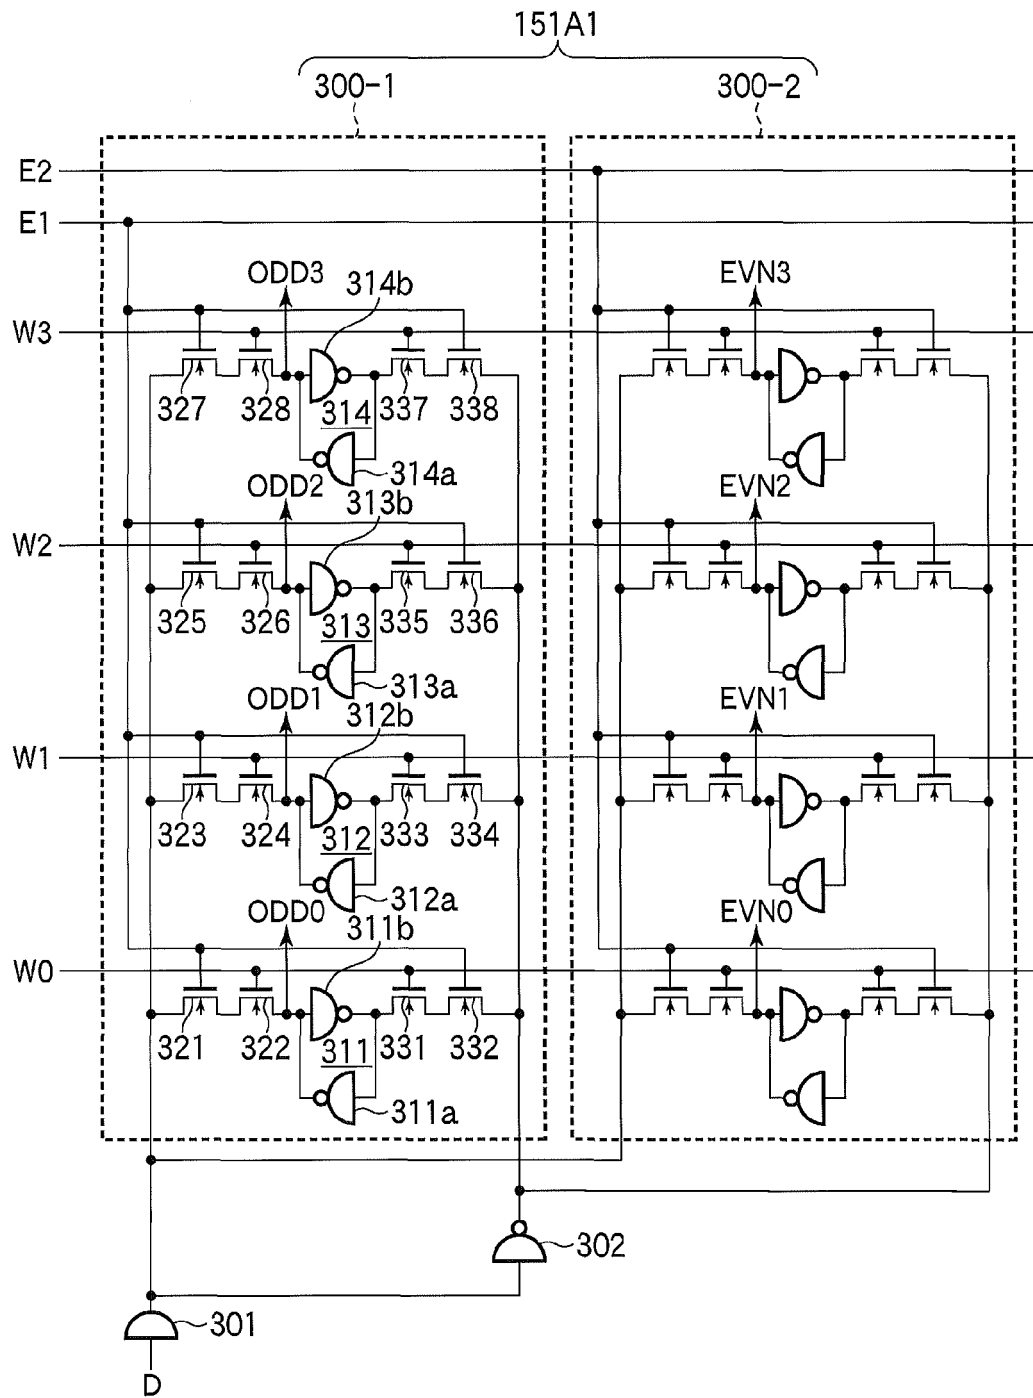 151A1
300-1 300-2
E2
E1
ODD3 314b EVN3
W3
327 328 314 337 338
314a
ODD2 313b EVN2
W2
325 326 313 335 336
313a
ODD1 312b EVN1
W1
323 324 312 333 334
312a
ODD0 311b EVN0
W0
321 322 311 331 332
311a
302
301
D